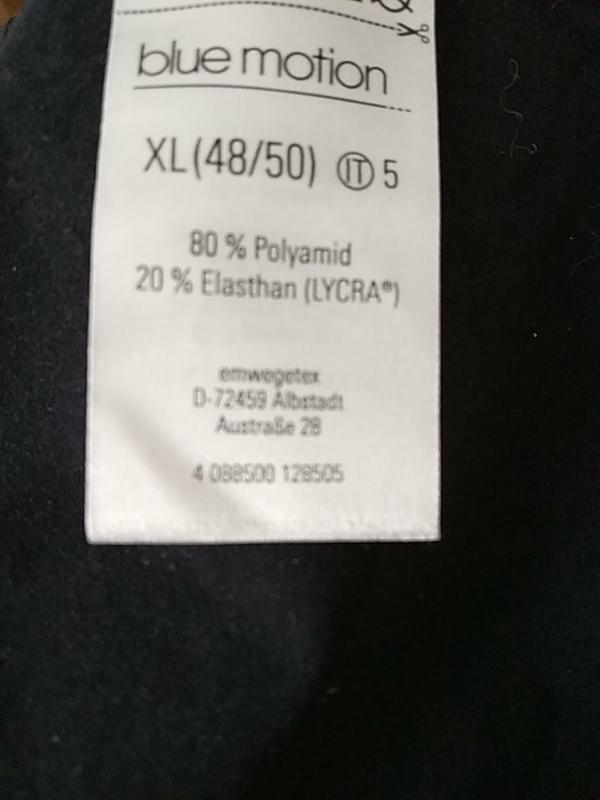 blue motion
XL (48/50) IT 5
80 % Polyamid
20 % Elasthan (LYCRA®)
emwegetex
D-72459 Albstadt
Austraße 28
4 088500 128505